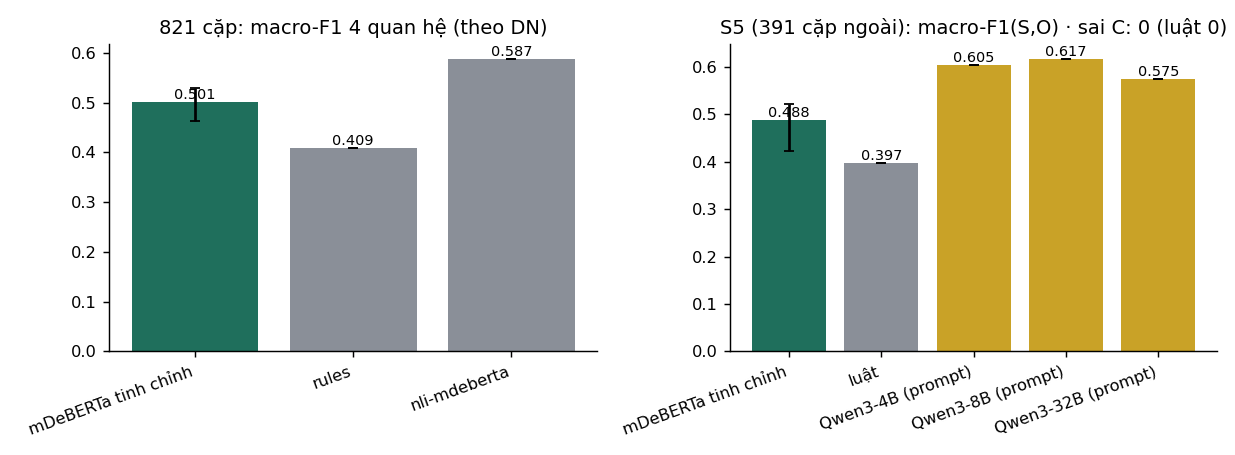 821 cặp: macro-F1 4 quan hệ (theo DN)
0.6
0.5
0.4
0.3
0.2
0.1
0.0
0.501
0.409
0.587
mDeBERTa tinh chỉnh
rules
nli-mdeberta
S5 (391 cặp ngoài): macro-F1(S,O) · sai C: 0 (luật 0)
0.6
0.5
0.4
0.3
0.2
0.1
0.0
0.488
0.397
0.605
0.617
0.575
mDeBERTa tinh chỉnh
luật
Qwen3-4B (prompt)
Qwen3-8B (prompt)
Qwen3-32B (prompt)